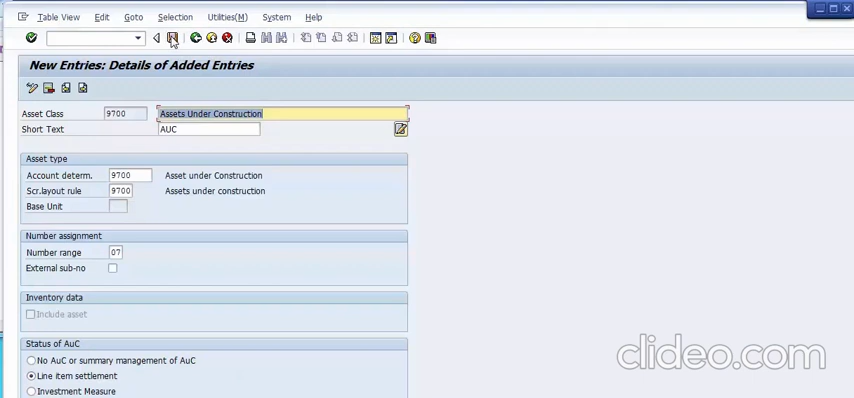 Table View Edit Goto Selection Utilities(M) System Help
New Entries: Details of Added Entries
Asset Class 9700 Assets Under Construction
Short Text AUC
Asset type
Account determ. 9700 Asset under Construction
Scr.layout rule 9700 Assets under construction
Base Unit
Number assignment
Number range 07
External sub-no
Inventory data
Include asset
Status of AuC
No AuC or summary management of AuC
Line item settlement
Investment Measure
clideo.com